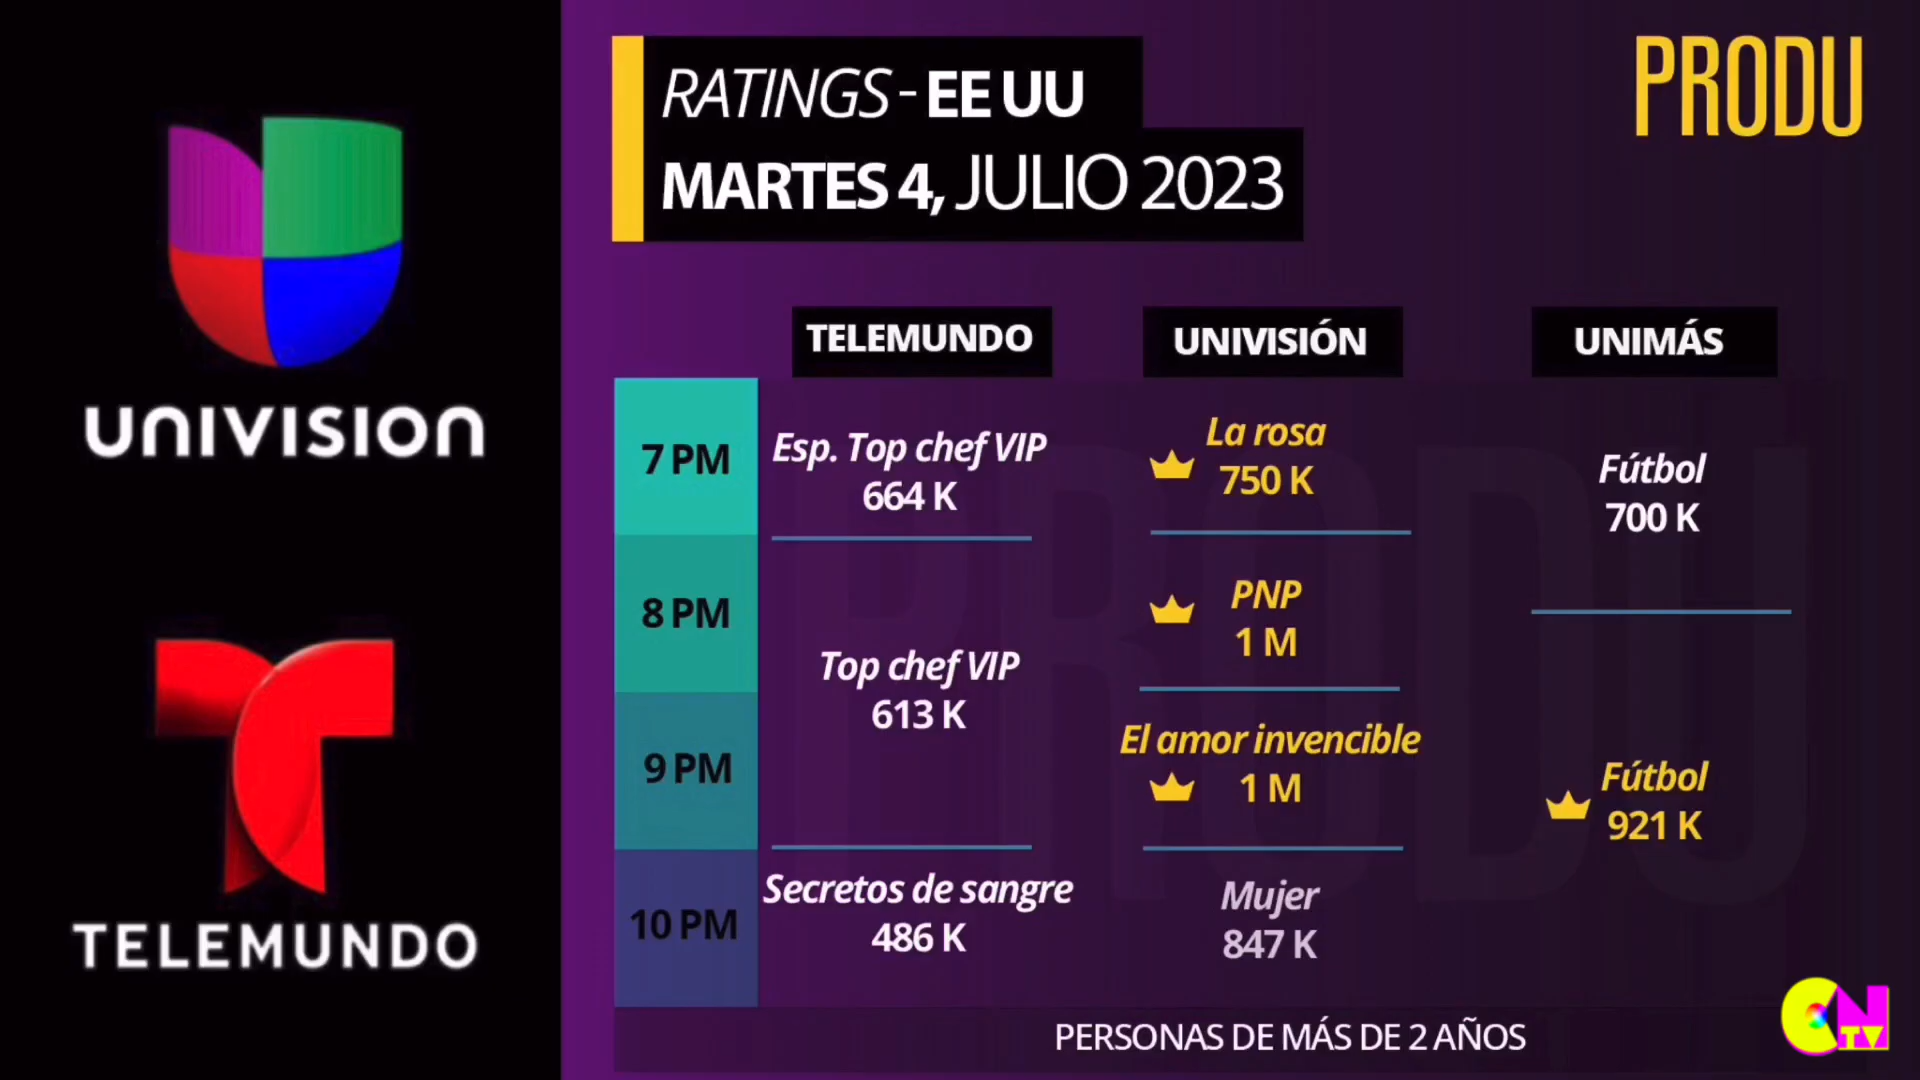 UNIVISION
TELEMUNDO
RATINGS - EE UU
MARTES 4, JULIO 2023
PRODU
TELEMUNDO
UNIVISIÓN
UNIMÁS
7 PM
Esp. Top chef VIP
664 K
La rosa
750 K
Fútbol
700 K
8 PM
PNP
1 M
Top chef VIP
613 K
9 PM
El amor invencible
1 M
Fútbol
921 K
10 PM
Secretos de sangre
486 K
Mujer
847 K
PERSONAS DE MÁS DE 2 AÑOS
CN
TV